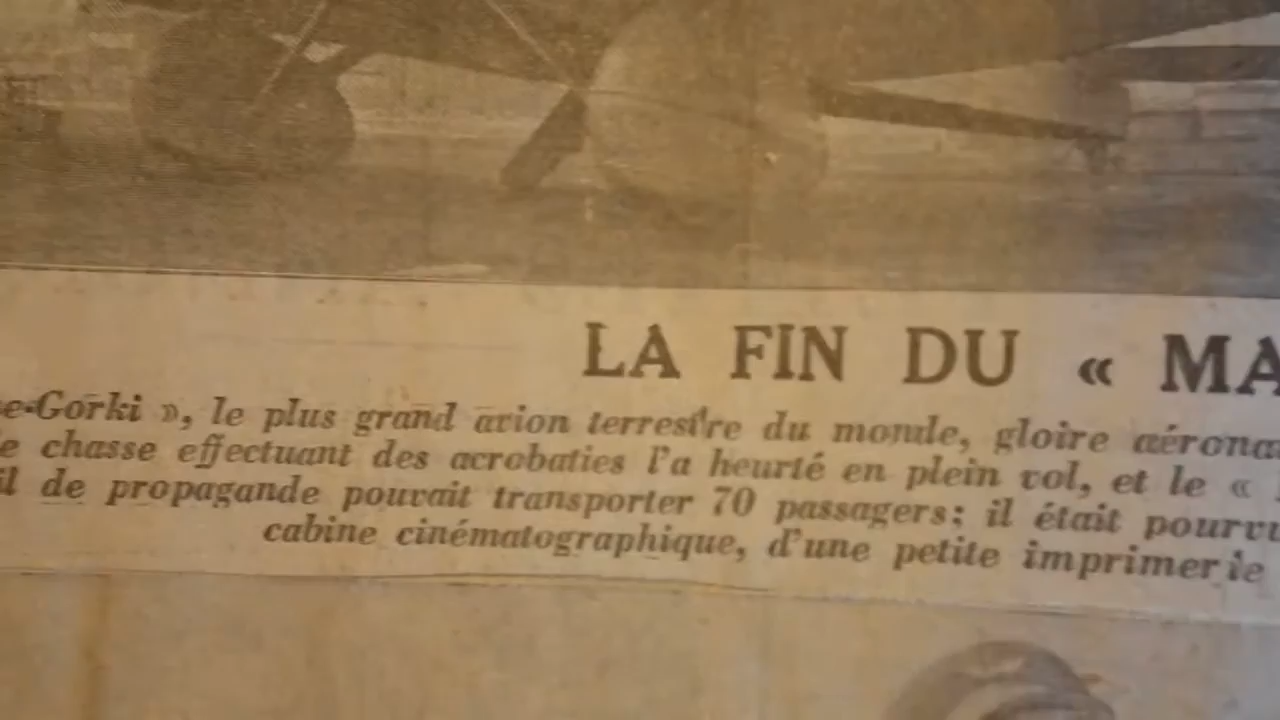 LA FIN DU « MA
e-Gorki », le plus grand avion terrestre du monde, gloire aérona
e chasse effectuant des acrobaties l'a heurté en plein vol, et le «
il de propagande pouvait transporter 70 passagers; il était pourvu
cabine cinématographique, d'une petite imprimerie